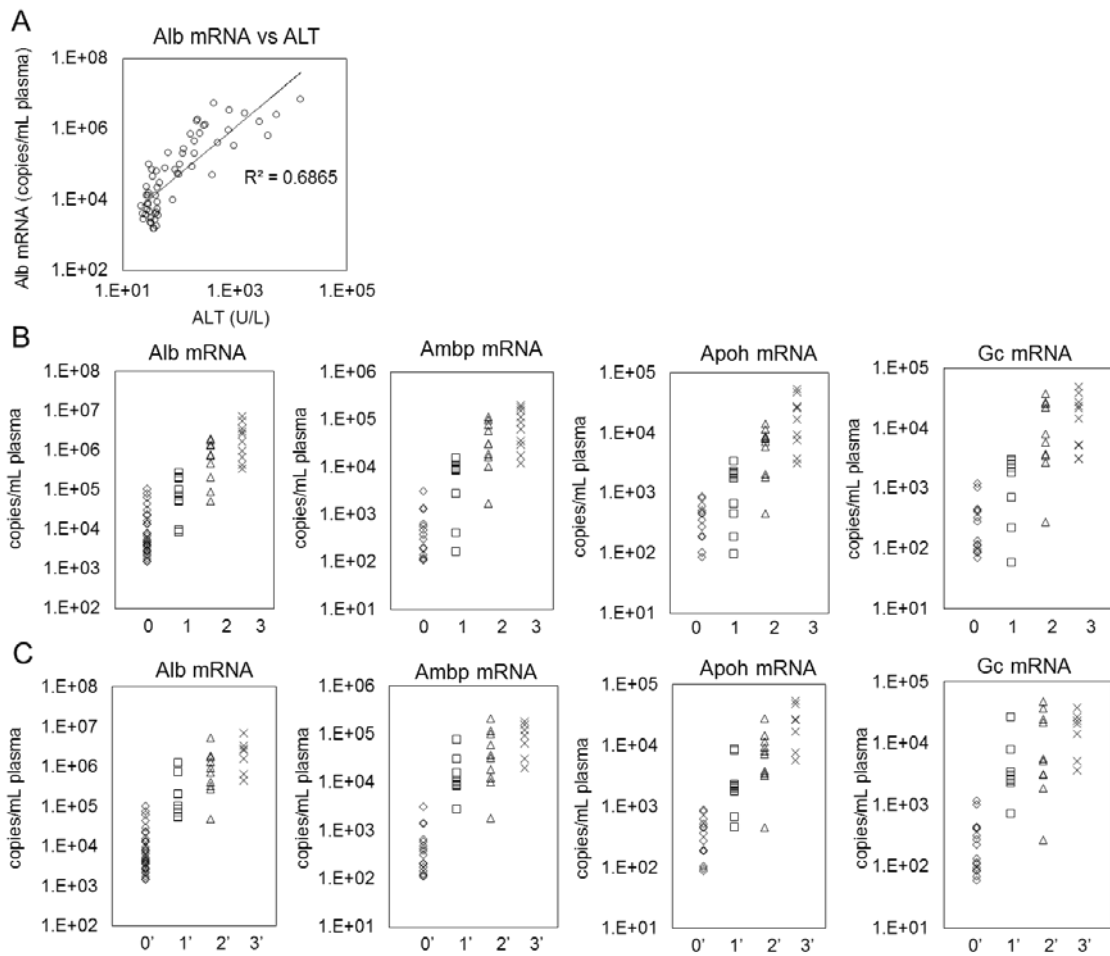 A
Alb mRNA vs ALT
Alb mRNA (copies/mL plasma)
1.E+08
1.E+06
1.E+04
1.E+02
R² = 0.6865
1.E+01 1.E+03 1.E+05
ALT (U/L)
B
Alb mRNA
copies/mL plasma
1.E+08
1.E+07
1.E+06
1.E+05
1.E+04
1.E+03
1.E+02
0 1 2 3
Ambp mRNA
copies/mL plasma
1.E+06
1.E+05
1.E+04
1.E+03
1.E+02
1.E+01
0 1 2 3
Apoh mRNA
copies/mL plasma
1.E+05
1.E+04
1.E+03
1.E+02
1.E+01
0 1 2 3
Gc mRNA
copies/mL plasma
1.E+05
1.E+04
1.E+03
1.E+02
1.E+01
0 1 2 3
C
Alb mRNA
copies/mL plasma
1.E+08
1.E+07
1.E+06
1.E+05
1.E+04
1.E+03
1.E+02
0' 1' 2' 3'
Ambp mRNA
copies/mL plasma
1.E+06
1.E+05
1.E+04
1.E+03
1.E+02
1.E+01
0' 1' 2' 3'
Apoh mRNA
copies/mL plasma
1.E+05
1.E+04
1.E+03
1.E+02
1.E+01
0' 1' 2' 3'
Gc mRNA
copies/mL plasma
1.E+05
1.E+04
1.E+03
1.E+02
1.E+01
0' 1' 2' 3'